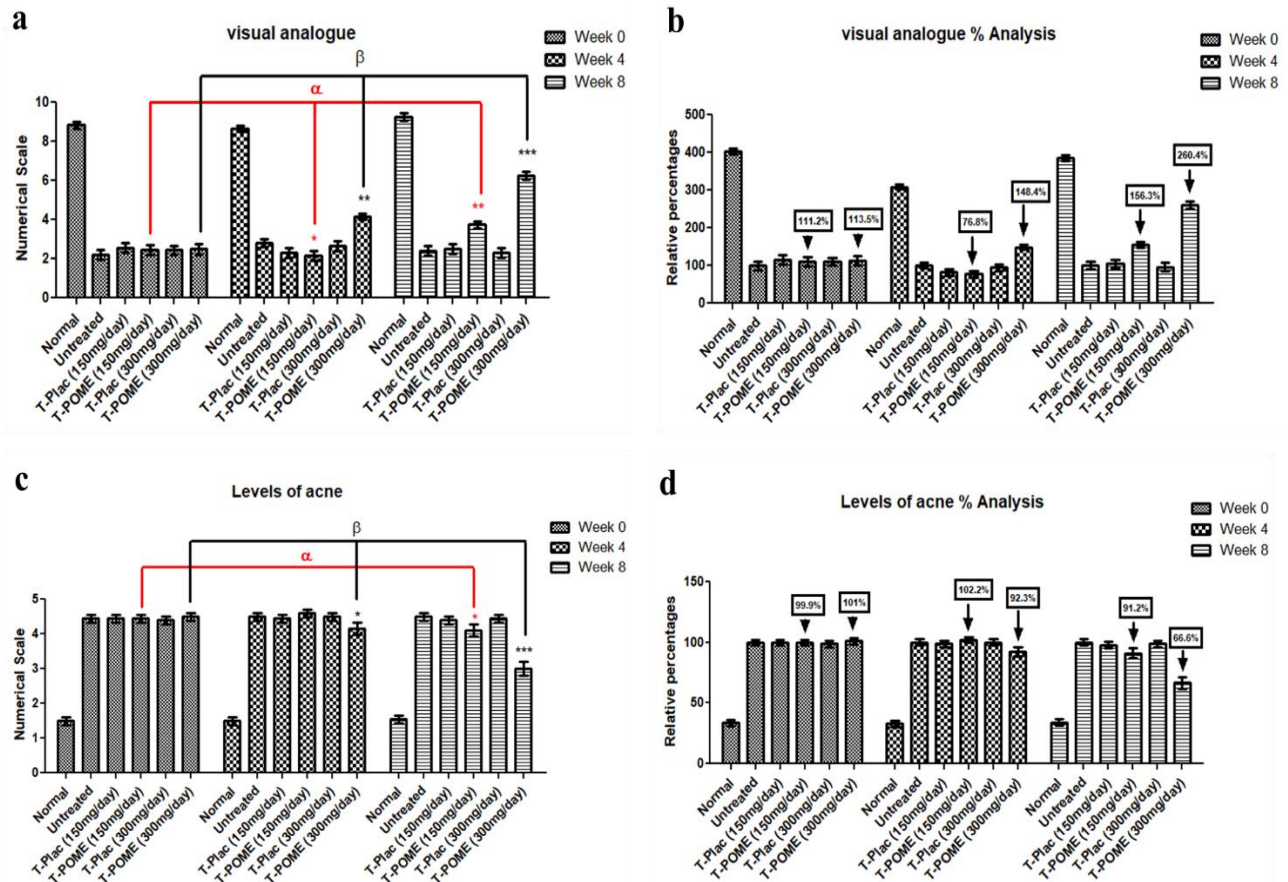 a
visual analogue
Week 0
Week 4
Week 8
β
α
Numerical Scale
10
8
6
4
2
0
*
**
**
***
Normal
Untreated
T-Plac (150mg/day)
T-POME (150mg/day)
T-Plac (300mg/day)
T-POME (300mg/day)
Normal
Untreated
T-Plac (150mg/day)
T-POME (150mg/day)
T-Plac (300mg/day)
T-POME (300mg/day)
Normal
Untreated
T-Plac (150mg/day)
T-POME (150mg/day)
T-Plac (300mg/day)
T-POME (300mg/day)
b
visual analogue % Analysis
Week 0
Week 4
Week 8
Relative percentages
500
400
300
200
100
0
111.2%
113.5%
76.8%
148.4%
156.3%
260.4%
Normal
Untreated
T-Plac (150mg/day)
T-POME (150mg/day)
T-Plac (300mg/day)
T-POME (300mg/day)
Normal
Untreated
T-Plac (150mg/day)
T-POME (150mg/day)
T-Plac (300mg/day)
T-POME (300mg/day)
Normal
Untreated
T-Plac (150mg/day)
T-POME (150mg/day)
T-Plac (300mg/day)
T-POME (300mg/day)
c
Levels of acne
Week 0
Week 4
Week 8
β
α
Numerical Scale
5
4
3
2
1
0
*
*
***
Normal
Untreated
T-Plac (150mg/day)
T-POME (150mg/day)
T-Plac (300mg/day)
T-POME (300mg/day)
Normal
Untreated
T-Plac (150mg/day)
T-POME (150mg/day)
T-Plac (300mg/day)
T-POME (300mg/day)
Normal
Untreated
T-Plac (150mg/day)
T-POME (150mg/day)
T-Plac (300mg/day)
T-POME (300mg/day)
d
Levels of acne % Analysis
Week 0
Week 4
Week 8
Relative percentages
150
100
50
0
99.9%
101%
102.2%
92.3%
91.2%
66.6%
Normal
Untreated
T-Plac (150mg/day)
T-POME (150mg/day)
T-Plac (300mg/day)
T-POME (300mg/day)
Normal
Untreated
T-Plac (150mg/day)
T-POME (150mg/day)
T-Plac (300mg/day)
T-POME (300mg/day)
Normal
Untreated
T-Plac (150mg/day)
T-POME (150mg/day)
T-Plac (300mg/day)
T-POME (300mg/day)